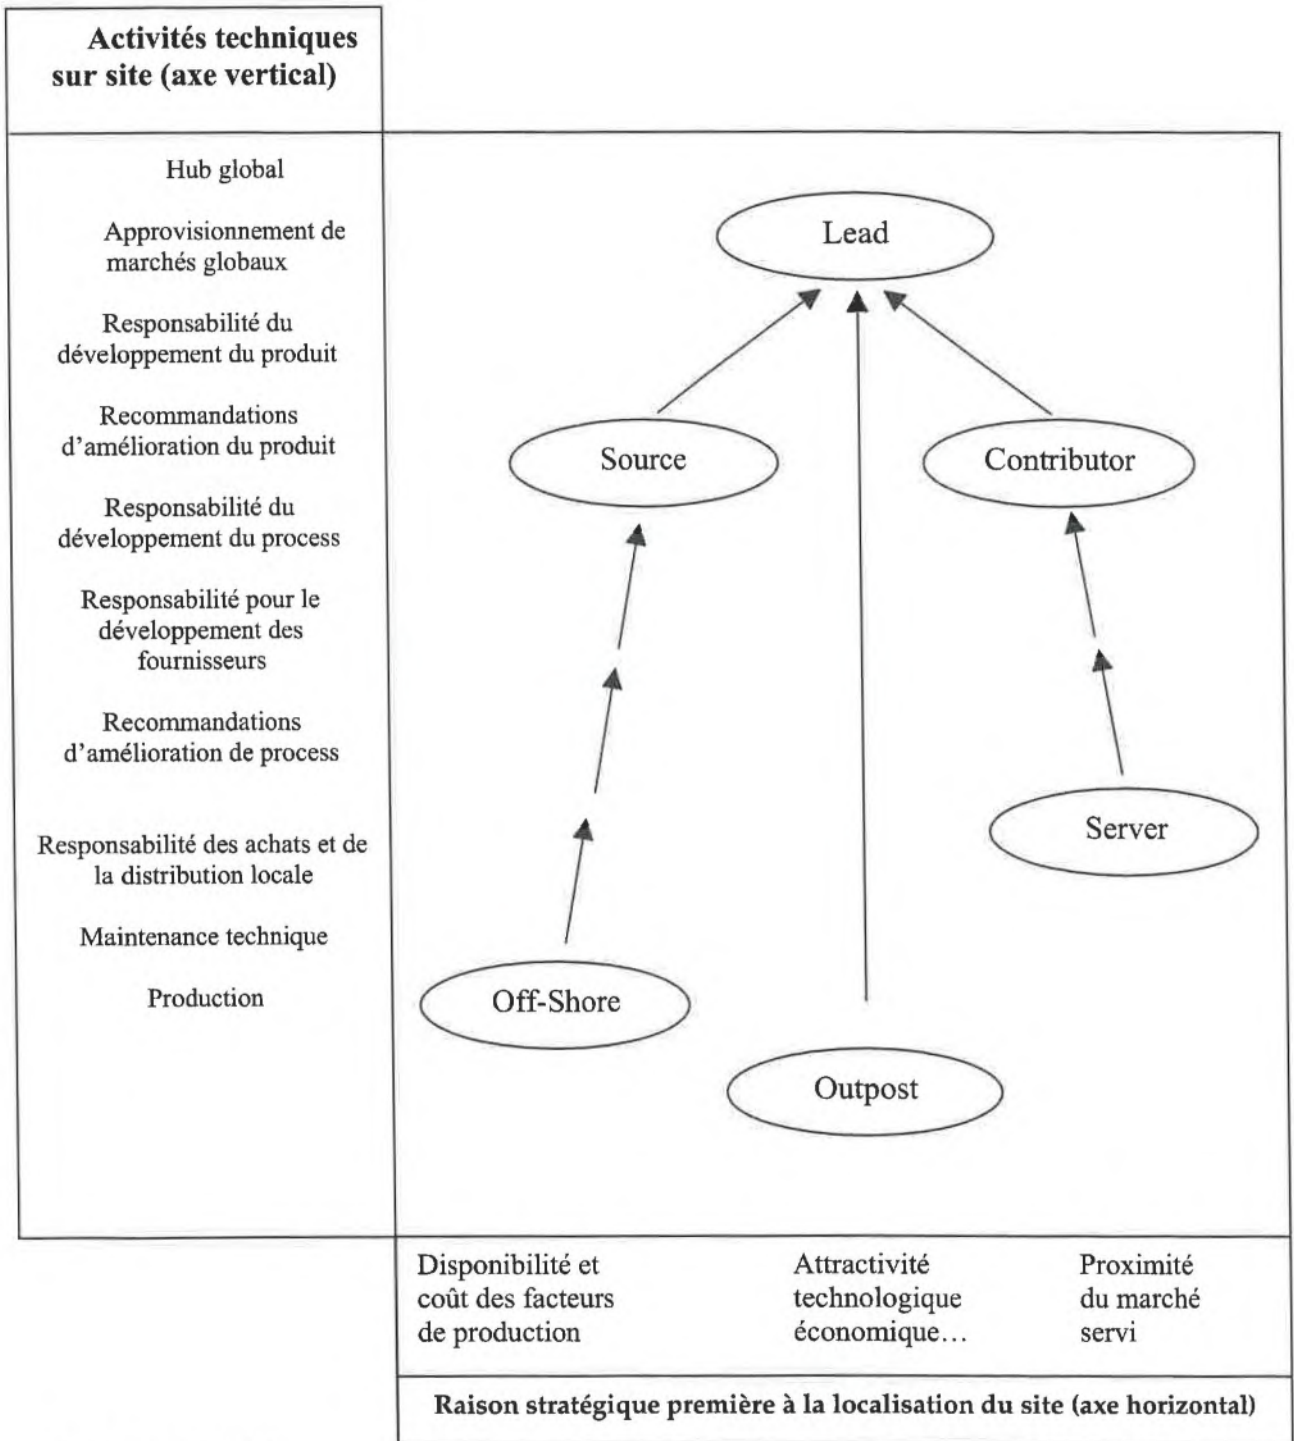 Activités techniques
sur site (axe vertical)
Hub global
Approvisionnement de
marchés globaux
Responsabilité du
développement du produit
Recommandations
d’amélioration du produit
Responsabilité du
développement du process
Responsabilité pour le
développement des
fournisseurs
Recommandations
d’amélioration de process
Responsabilité des achats et de
la distribution locale
Maintenance technique
Production
Lead
Source
Contributor
Server
Off-Shore
Outpost
Disponibilité et
coût des facteurs
de production
Attractivité
technologique
économique…
Proximité
du marché
servi
Raison stratégique première à la localisation du site (axe horizontal)